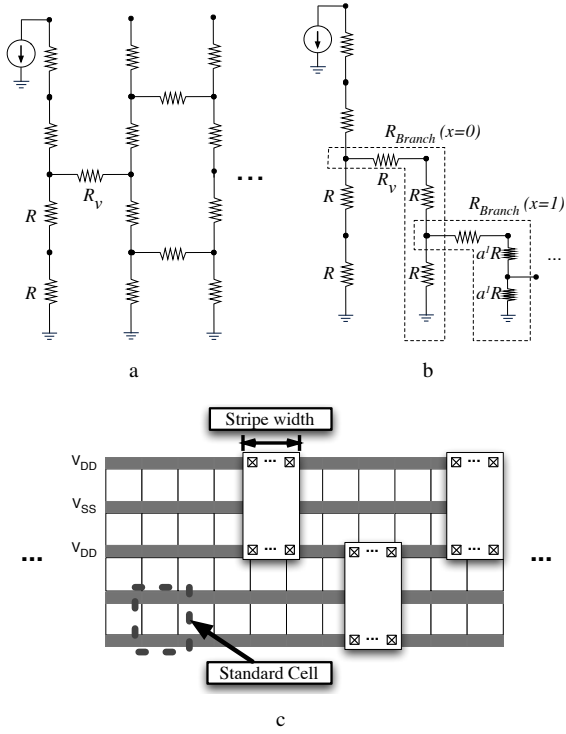 R_Branch (x=0)
R_v
R_v
R
R
R_Branch (x=1)
R
R
R
R
a^1R
a^1R
...
...
a
b
Stripe width
V_DD
...
...
V_SS
V_DD
...
...
...
...
...
...
Standard Cell
c